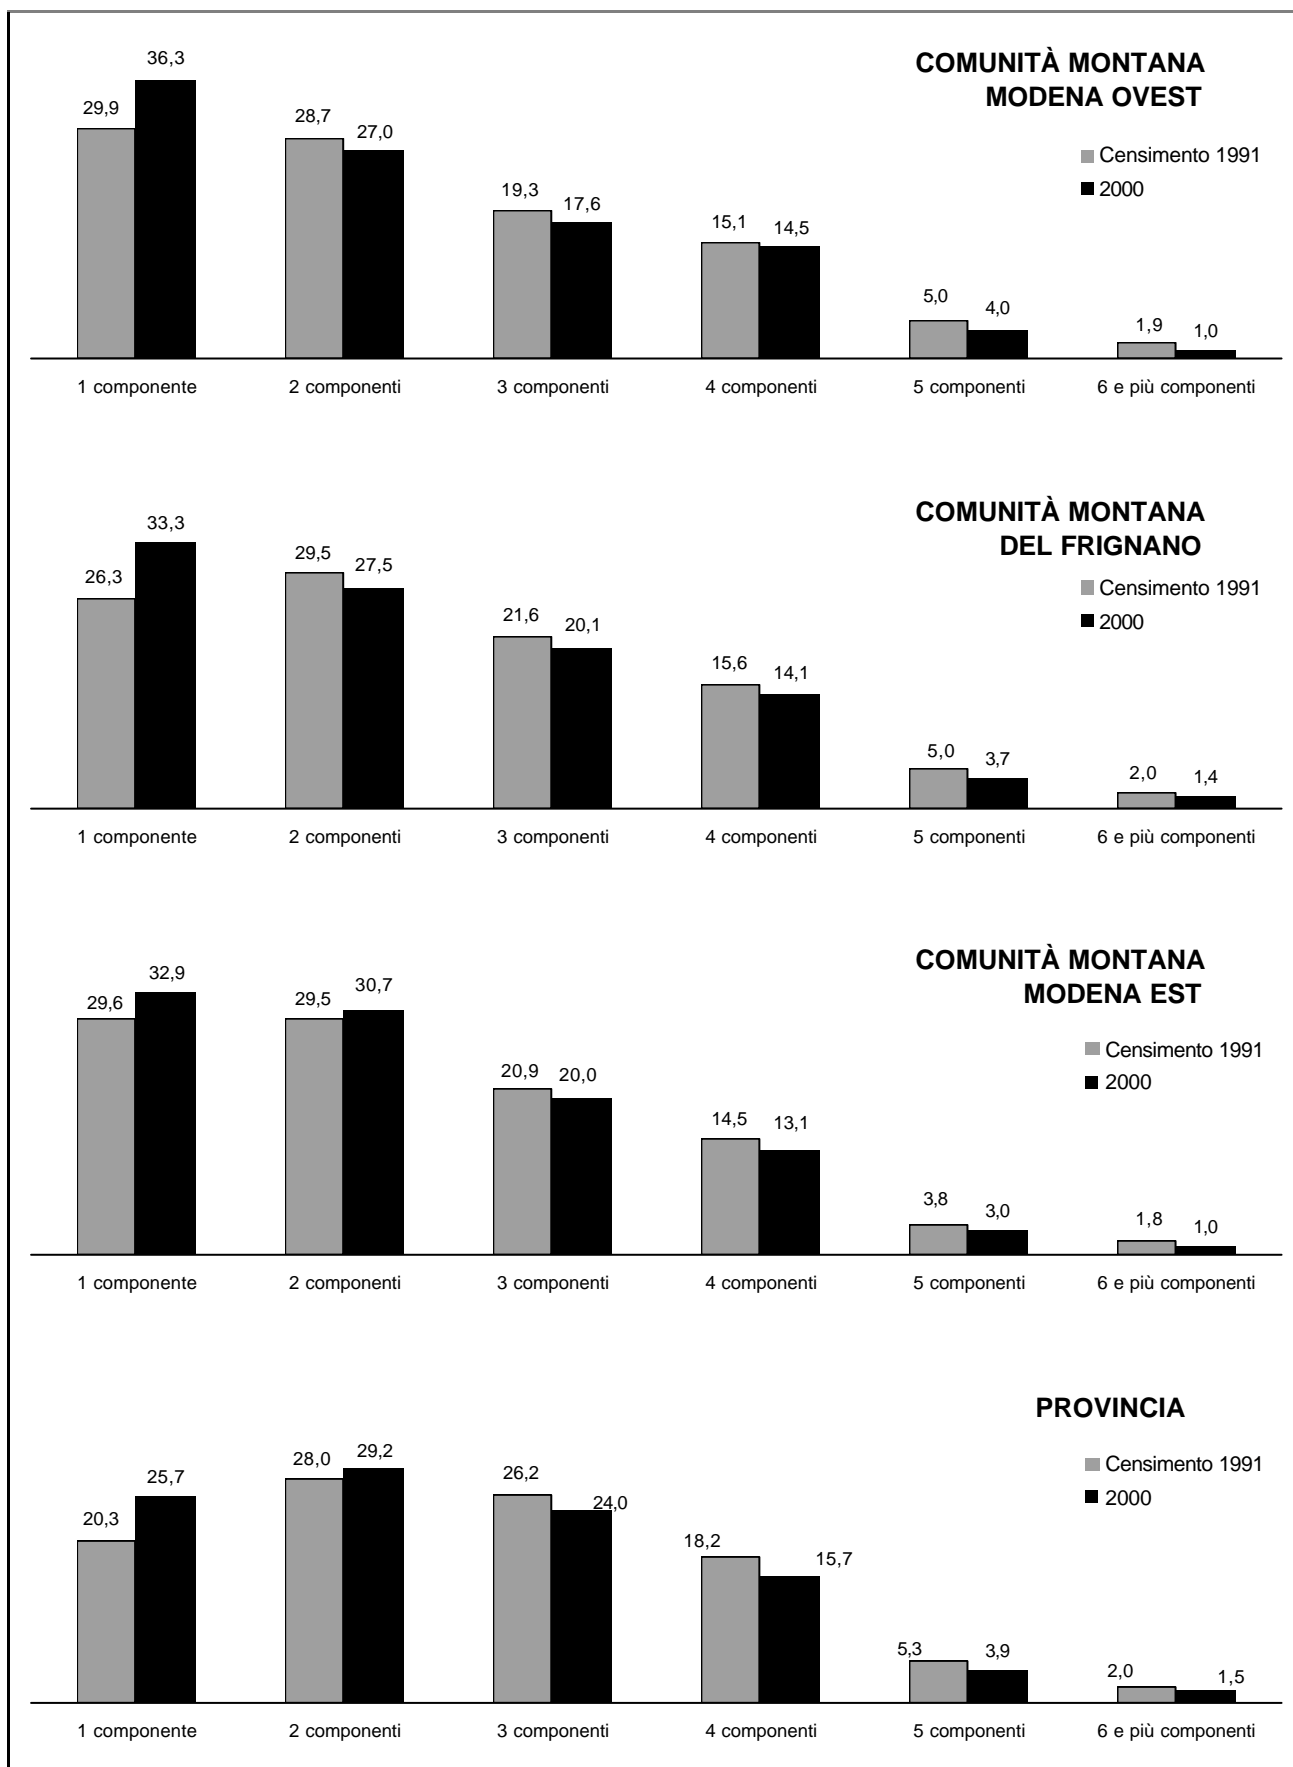 COMUNITÀ MONTANA
MODENA OVEST
Censimento 1991
2000
36,3
29,9
28,7
27,0
19,3
17,6
15,1
14,5
5,0
4,0
1,9
1,0
1 componente
2 componenti
3 componenti
4 componenti
5 componenti
6 e più componenti
COMUNITÀ MONTANA
DEL FRIGNANO
Censimento 1991
2000
26,3
33,3
29,5
27,5
21,6
20,1
15,6
14,1
5,0
3,7
2,0
1,4
1 componente
2 componenti
3 componenti
4 componenti
5 componenti
6 e più componenti
COMUNITÀ MONTANA
MODENA EST
Censimento 1991
2000
29,6
32,9
29,5
30,7
20,9
20,0
14,5
13,1
3,8
3,0
1,8
1,0
1 componente
2 componenti
3 componenti
4 componenti
5 componenti
6 e più componenti
PROVINCIA
Censimento 1991
2000
20,3
25,7
28,0
29,2
26,2
24,0
18,2
15,7
5,3
3,9
2,0
1,5
1 componente
2 componenti
3 componenti
4 componenti
5 componenti
6 e più componenti